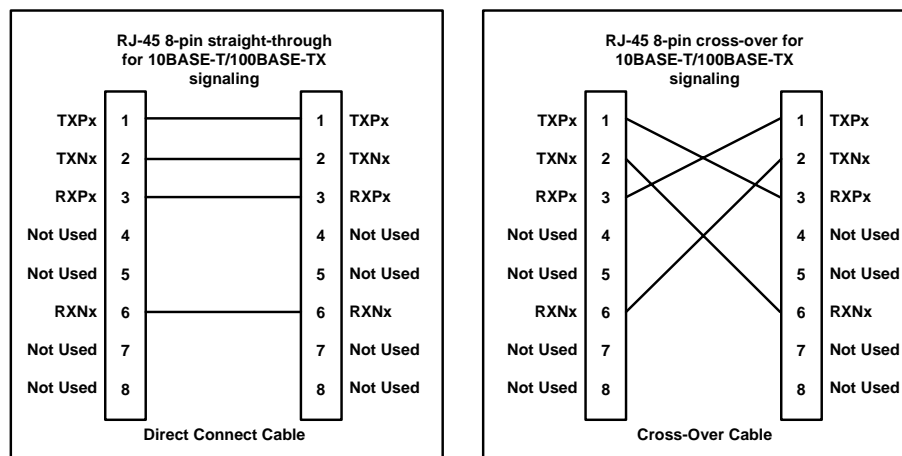 RJ-45 8-pin straight-through
for 10BASE-T/100BASE-TX
signaling
TXPx 1 1 TXPx
TXNx 2 2 TXNx
RXPx 3 3 RXPx
Not Used 4 4 Not Used
Not Used 5 5 Not Used
RXNx 6 6 RXNx
Not Used 7 7 Not Used
Not Used 8 8 Not Used
Direct Connect Cable
RJ-45 8-pin cross-over for
10BASE-T/100BASE-TX
signaling
TXPx 1 1 TXPx
TXNx 2 2 TXNx
RXPx 3 3 RXPx
Not Used 4 4 Not Used
Not Used 5 5 Not Used
RXNx 6 6 RXNx
Not Used 7 7 Not Used
Not Used 8 8 Not Used
Cross-Over Cable